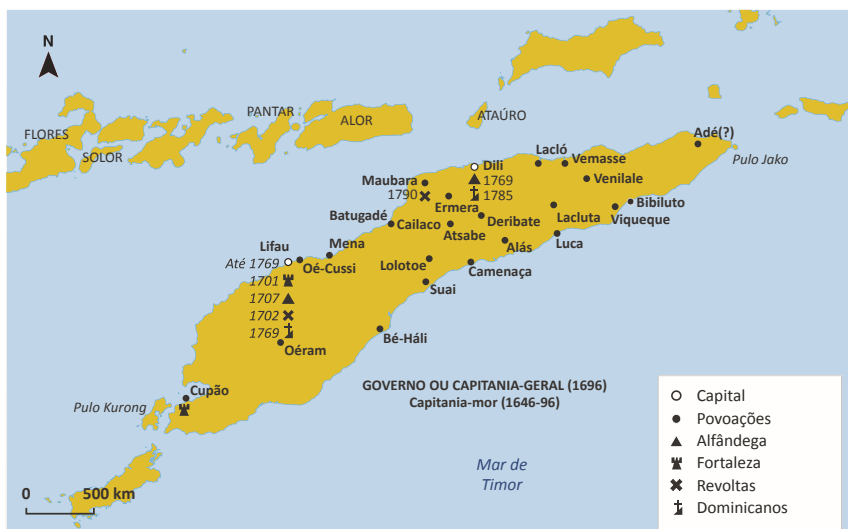 N
FLORES
SOLOR
PANTAR
ALOR
ATAÚRO
Adé(?)
Pulo Jako
Lacló
Vemasse
Dili
1769
1785
Venilale
Maubara
1790
Ermera
Bibiluto
Viqueque
Lacluta
Deribate
Batugadé
Cailaco
Atsabe
Luca
Alás
Mena
Lifau
Até 1769
Oé-Cussi
Lolotoe
Camenaça
1701
Suai
1707
1702
1769
Oéram
Bé-Háli
Cupão
Pulo Kurong
GOVERNO OU CAPITANIA-GERAL (1696)
Capitania-mor (1646-96)
Mar de
Timor
0 500 km
Capital
Povoações
Alfândega
Fortaleza
Revoltas
Dominicanos